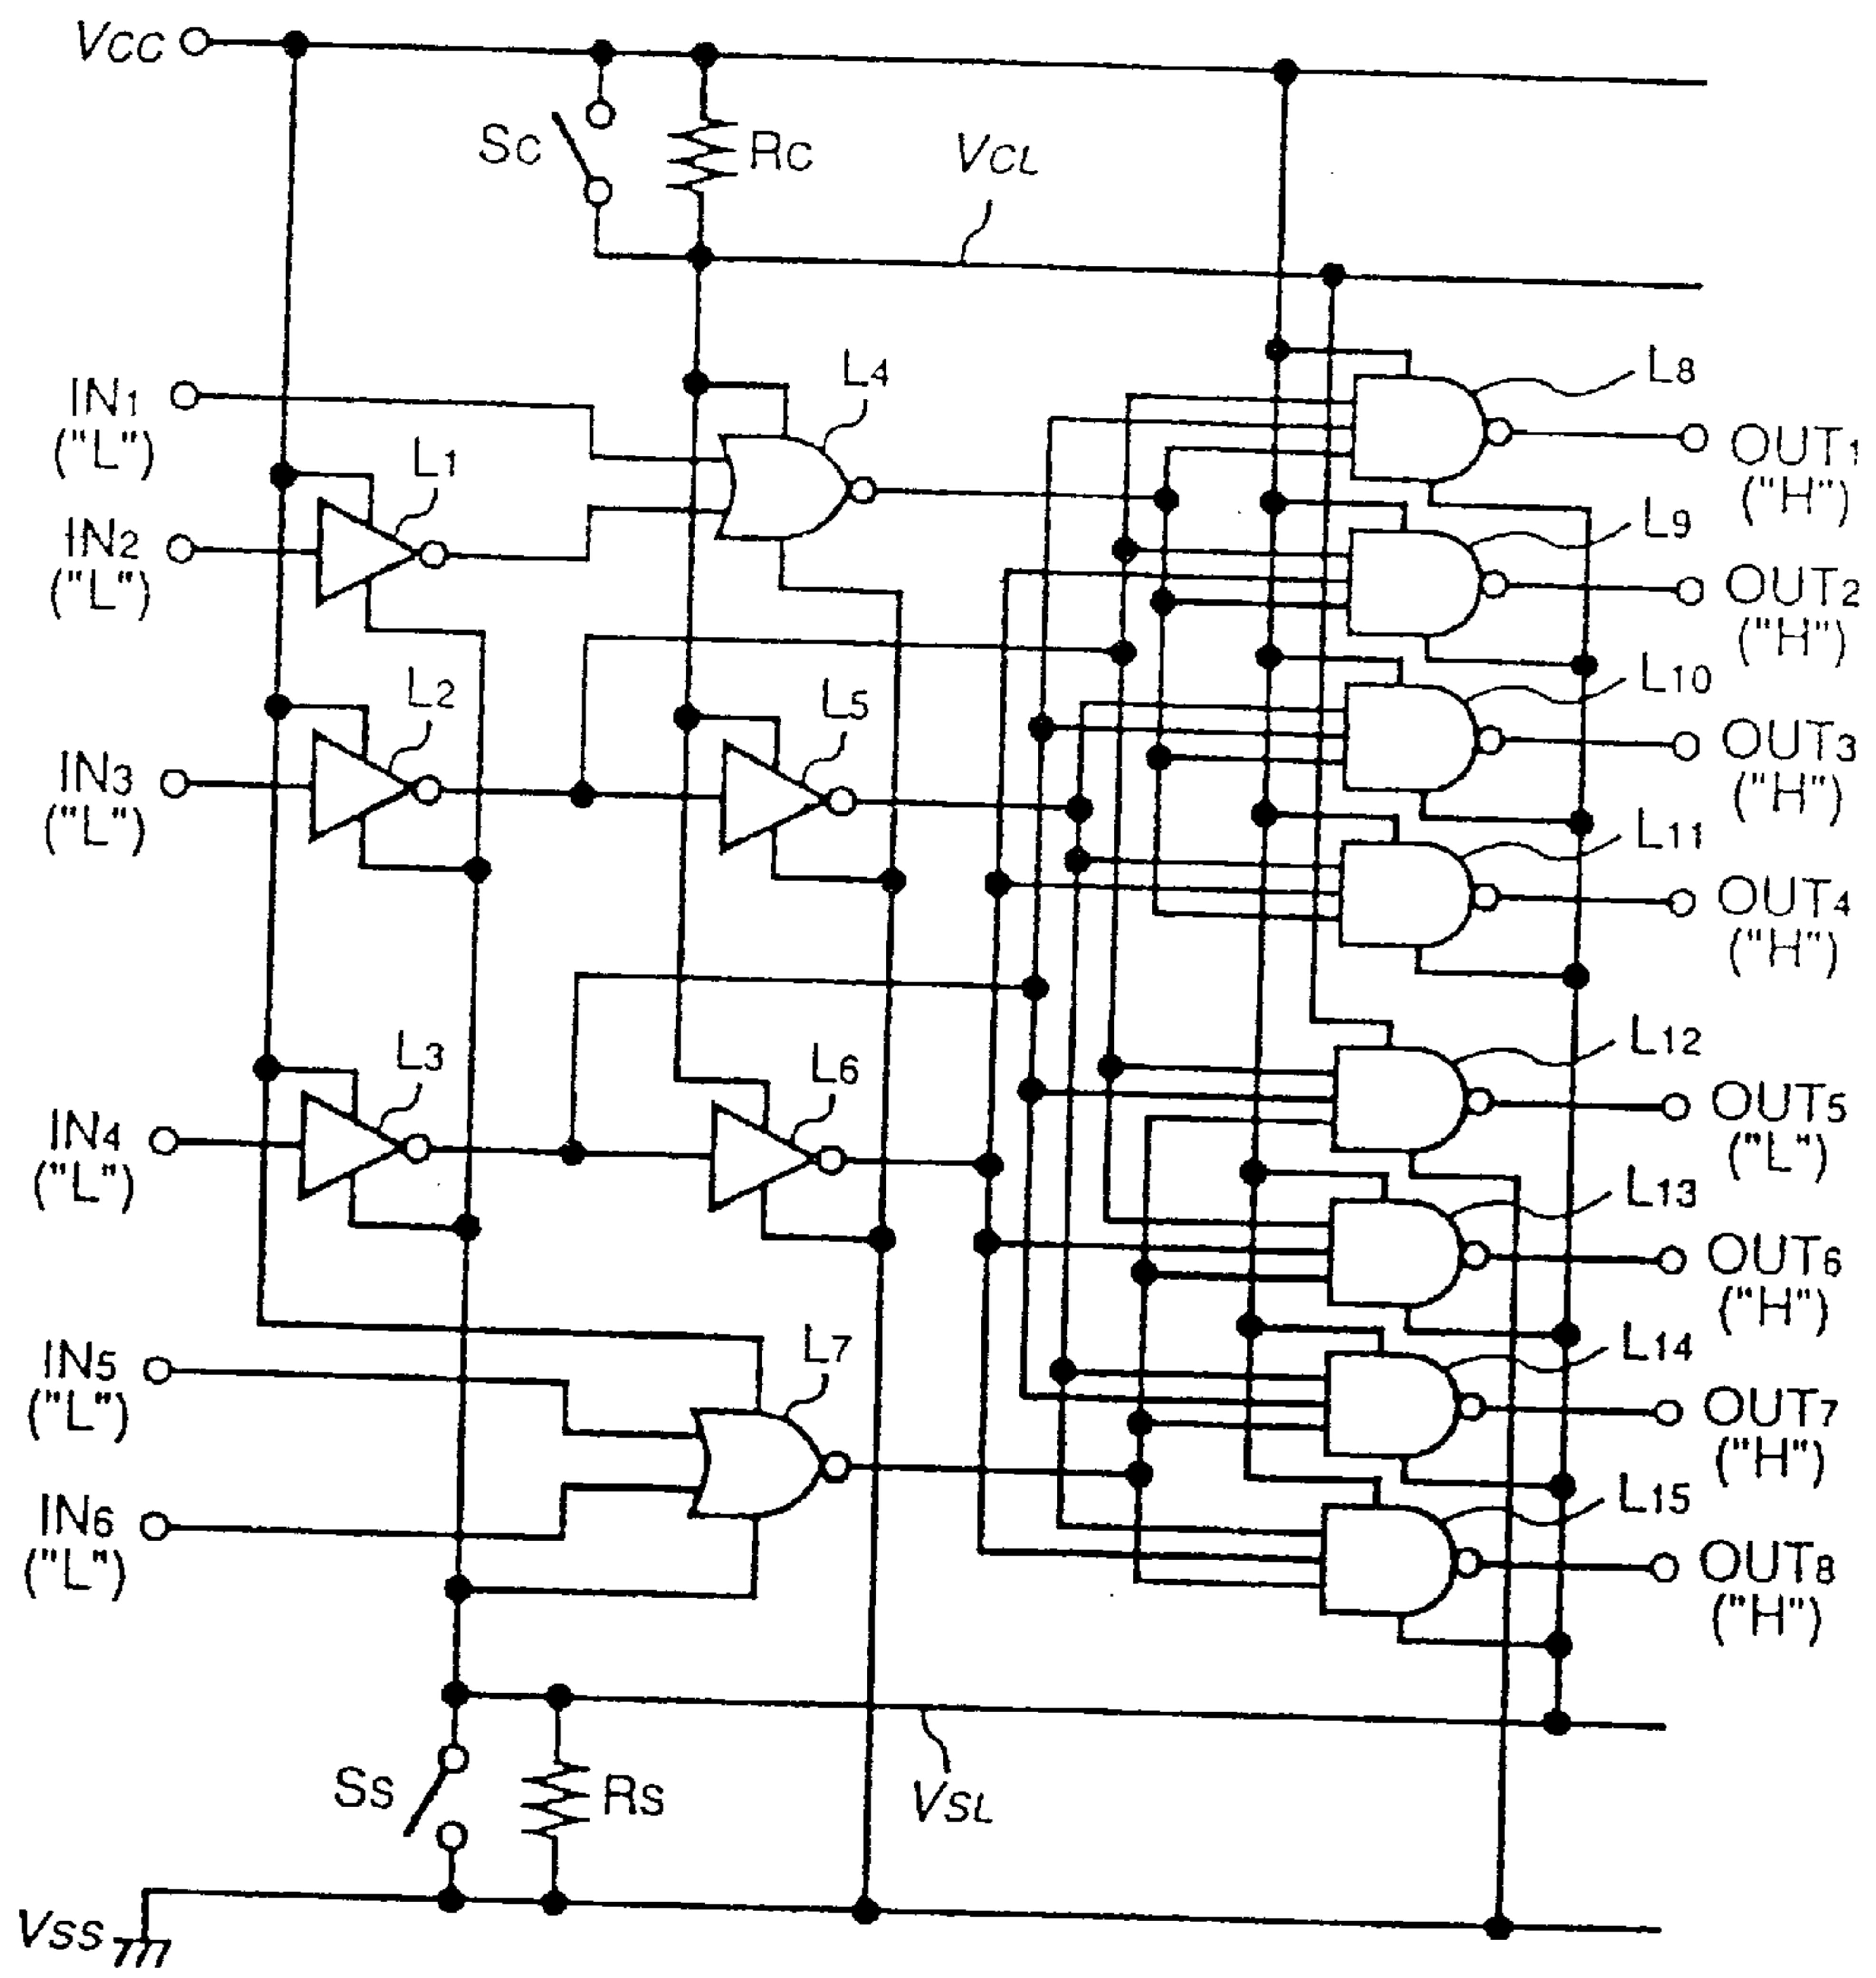 VCC
SC
RC
VCL
IN1
("L")
L4
L8
OUT1
("H")
L1
IN2
("L")
L9
OUT2
("H")
L2
L5
L10
IN3
("L")
OUT3
("H")
L11
OUT4
("H")
L3
L6
L12
IN4
("L")
OUT5
("L")
L13
OUT6
("H")
IN5
("L")
L7
L14
OUT7
("H")
IN6
("L")
L15
OUT8
("H")
SS
RS
VSL
VSS